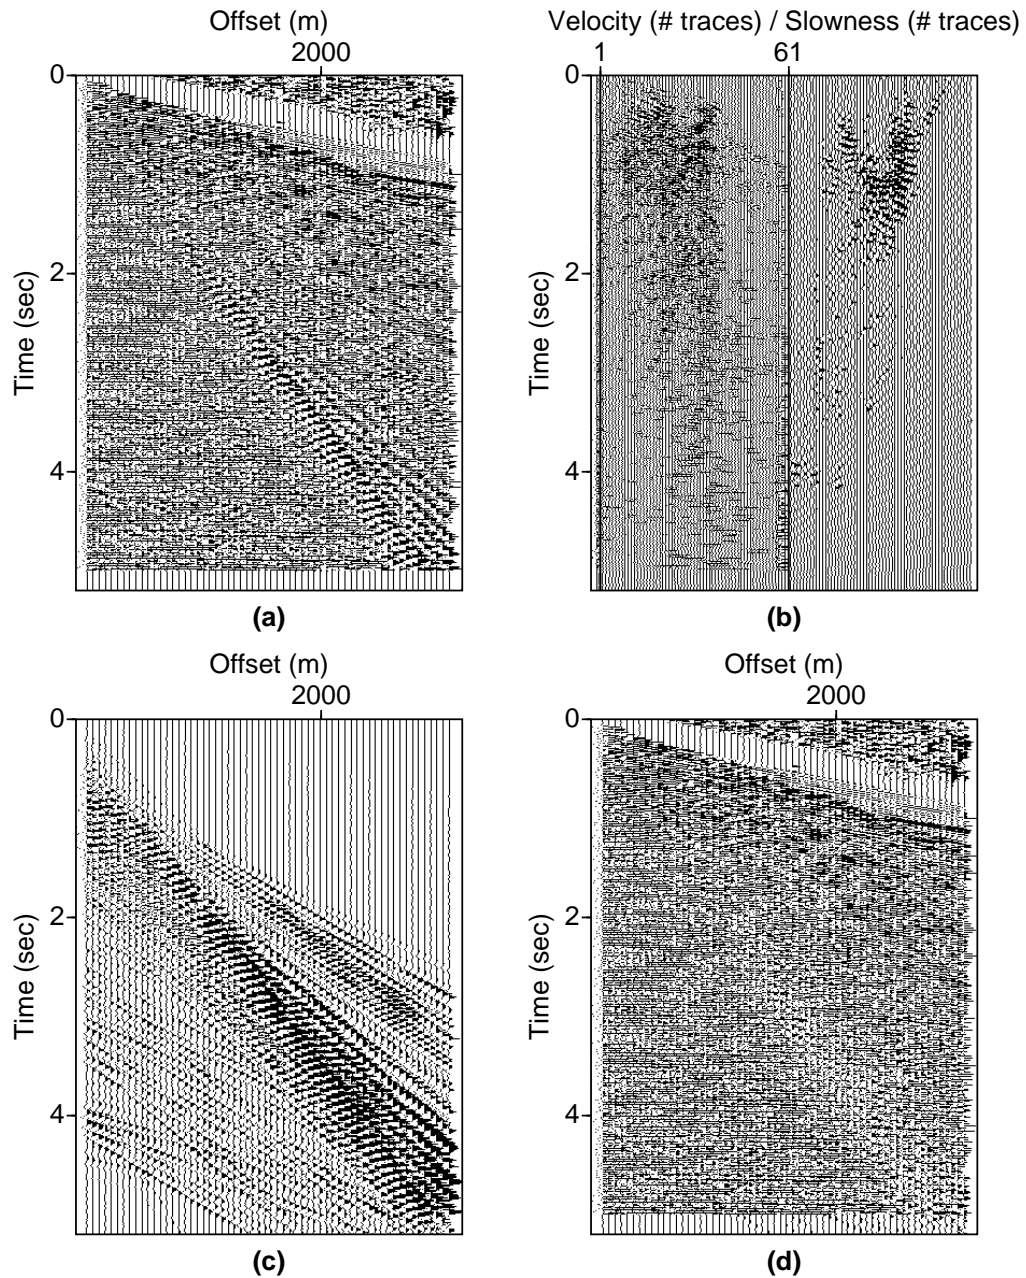 Offset (m)
2000
0
2
4
Time (sec)
(a)
Velocity (# traces) / Slowness (# traces)
1 61
0
2
4
Time (sec)
(b)
Offset (m)
2000
0
2
4
Time (sec)
(c)
Offset (m)
2000
0
2
4
Time (sec)
(d)